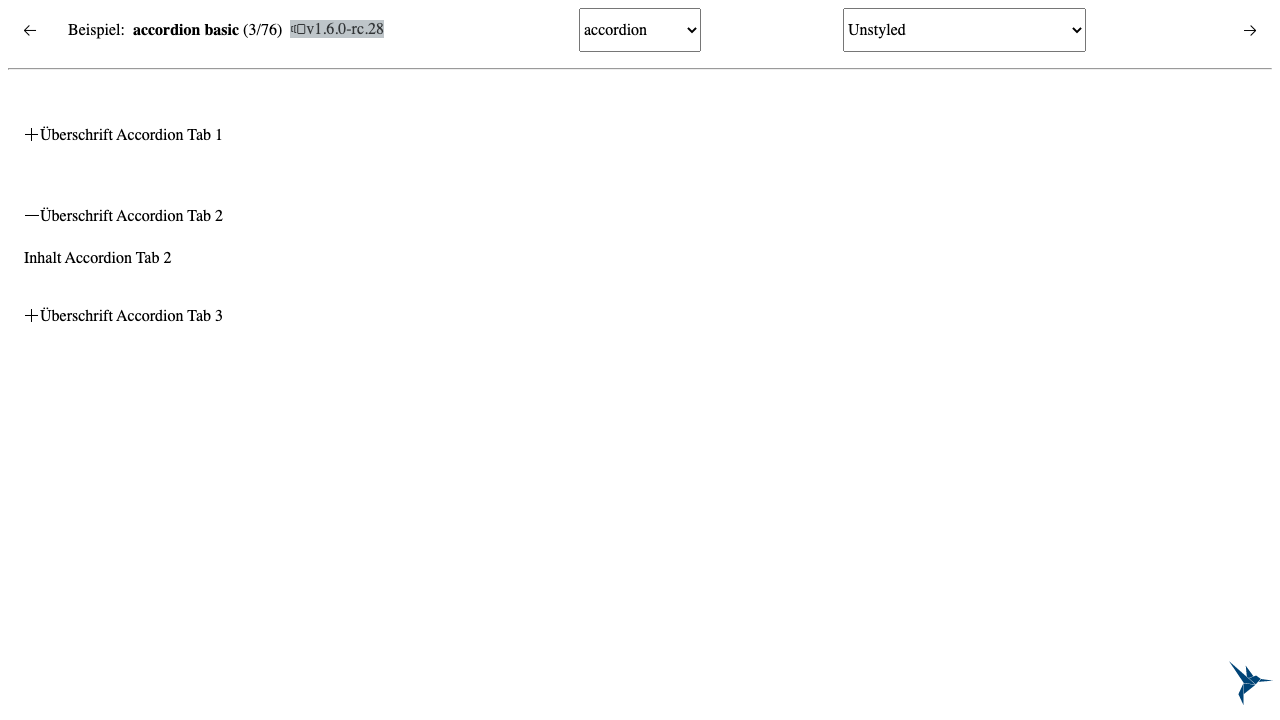 Beispiel: accordion basic (3/76) v1.6.0-rc.28 accordion Unstyled
Überschrift Accordion Tab 1
Überschrift Accordion Tab 2
Inhalt Accordion Tab 2
Überschrift Accordion Tab 3